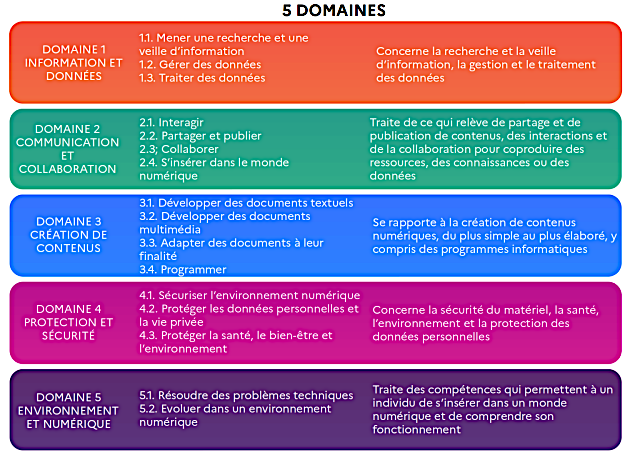 5 DOMAINES
DOMAINE 1
INFORMATION ET
DONNÉES
1.1. Mener une recherche et une
veille d'information
1.2. Gérer des données
1.3. Traiter des données
Concerne la recherche et la veille
d'information, la gestion et le traitement
des données
DOMAINE 2
COMMUNICATION
ET
COLLABORATION
2.1. Interagir
2.2. Partager et publier
2.3; Collaborer
2.4. S'insérer dans le monde
numérique
Traite de ce qui relève de partage et de
publication de contenus, des interactions et
de la collaboration pour coproduire des
ressources, des connaissances ou des
données
DOMAINE 3
CRÉATION DE
CONTENUS
3.1. Développer des documents textuels
3.2. Développer des documents
multimédia
3.3. Adapter des documents à leur
finalité
3.4. Programmer
Se rapporte à la création de contenus
numériques, du plus simple au plus élaboré, y
compris des programmes informatiques
DOMAINE 4
PROTECTION ET
SÉCURITÉ
4.1. Sécuriser l'environnement numérique
4.2. Protéger les données personnelles et
la vie privée
4.3. Protéger la santé, le bien-être et
l'environnement
Concerne la sécurité du matériel, la santé,
l'environnement et la protection des
données personnelles
DOMAINE 5
ENVIRONNEMENT
ET NUMÉRIQUE
5.1. Résoudre des problèmes techniques
5.2. Evoluer dans un environnement
numérique
Traite des compétences qui permettent à un
individu de s'insérer dans un monde
numérique et de comprendre son
fonctionnement